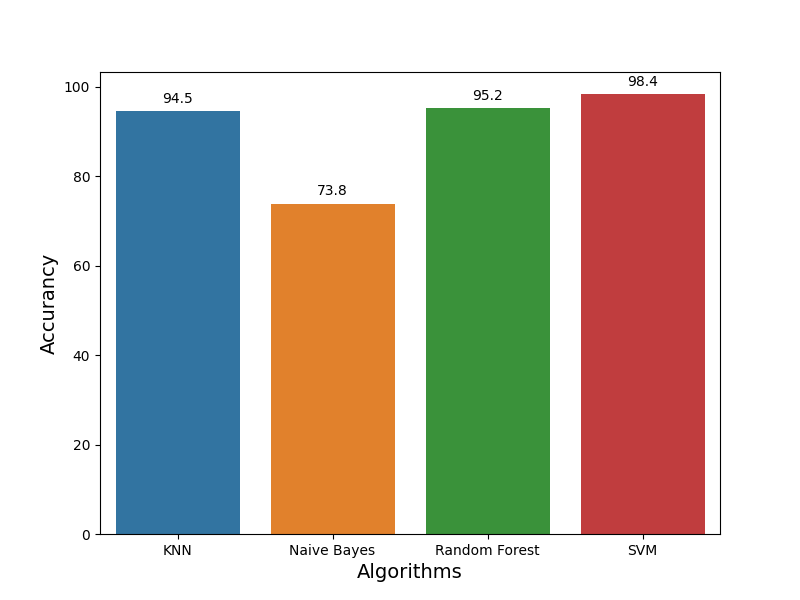 98.4
94.5
95.2
73.8
100
80
60
40
20
0
Accurancy
KNN
Naive Bayes
Random Forest
SVM
Algorithms